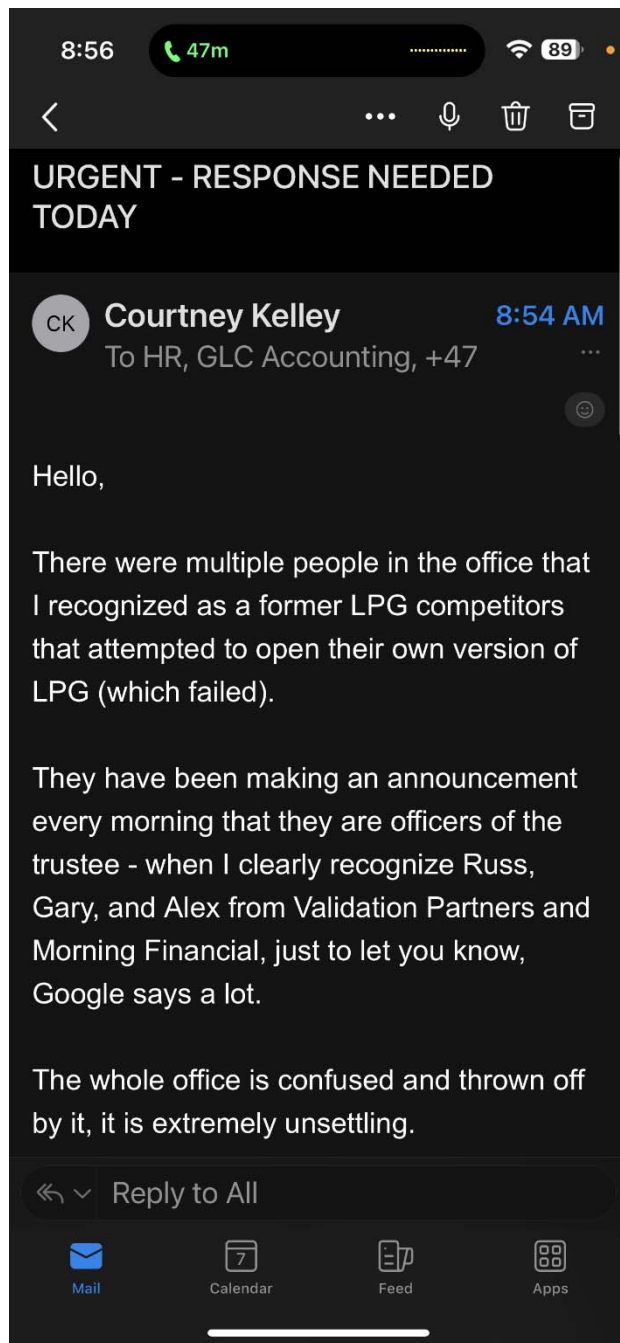 8:56
47m
89
URGENT - RESPONSE NEEDED
TODAY
CK
Courtney Kelley
8:54 AM
To HR, GLC Accounting, +47
Hello,
There were multiple people in the office that
I recognized as a former LPG competitors
that attempted to open their own version of
LPG (which failed).
They have been making an announcement
every morning that they are officers of the
trustee - when I clearly recognize Russ,
Gary, and Alex from Validation Partners and
Morning Financial, just to let you know,
Google says a lot.
The whole office is confused and thrown off
by it, it is extremely unsettling.
Reply to All
7
Mail
Calendar
Feed
Apps